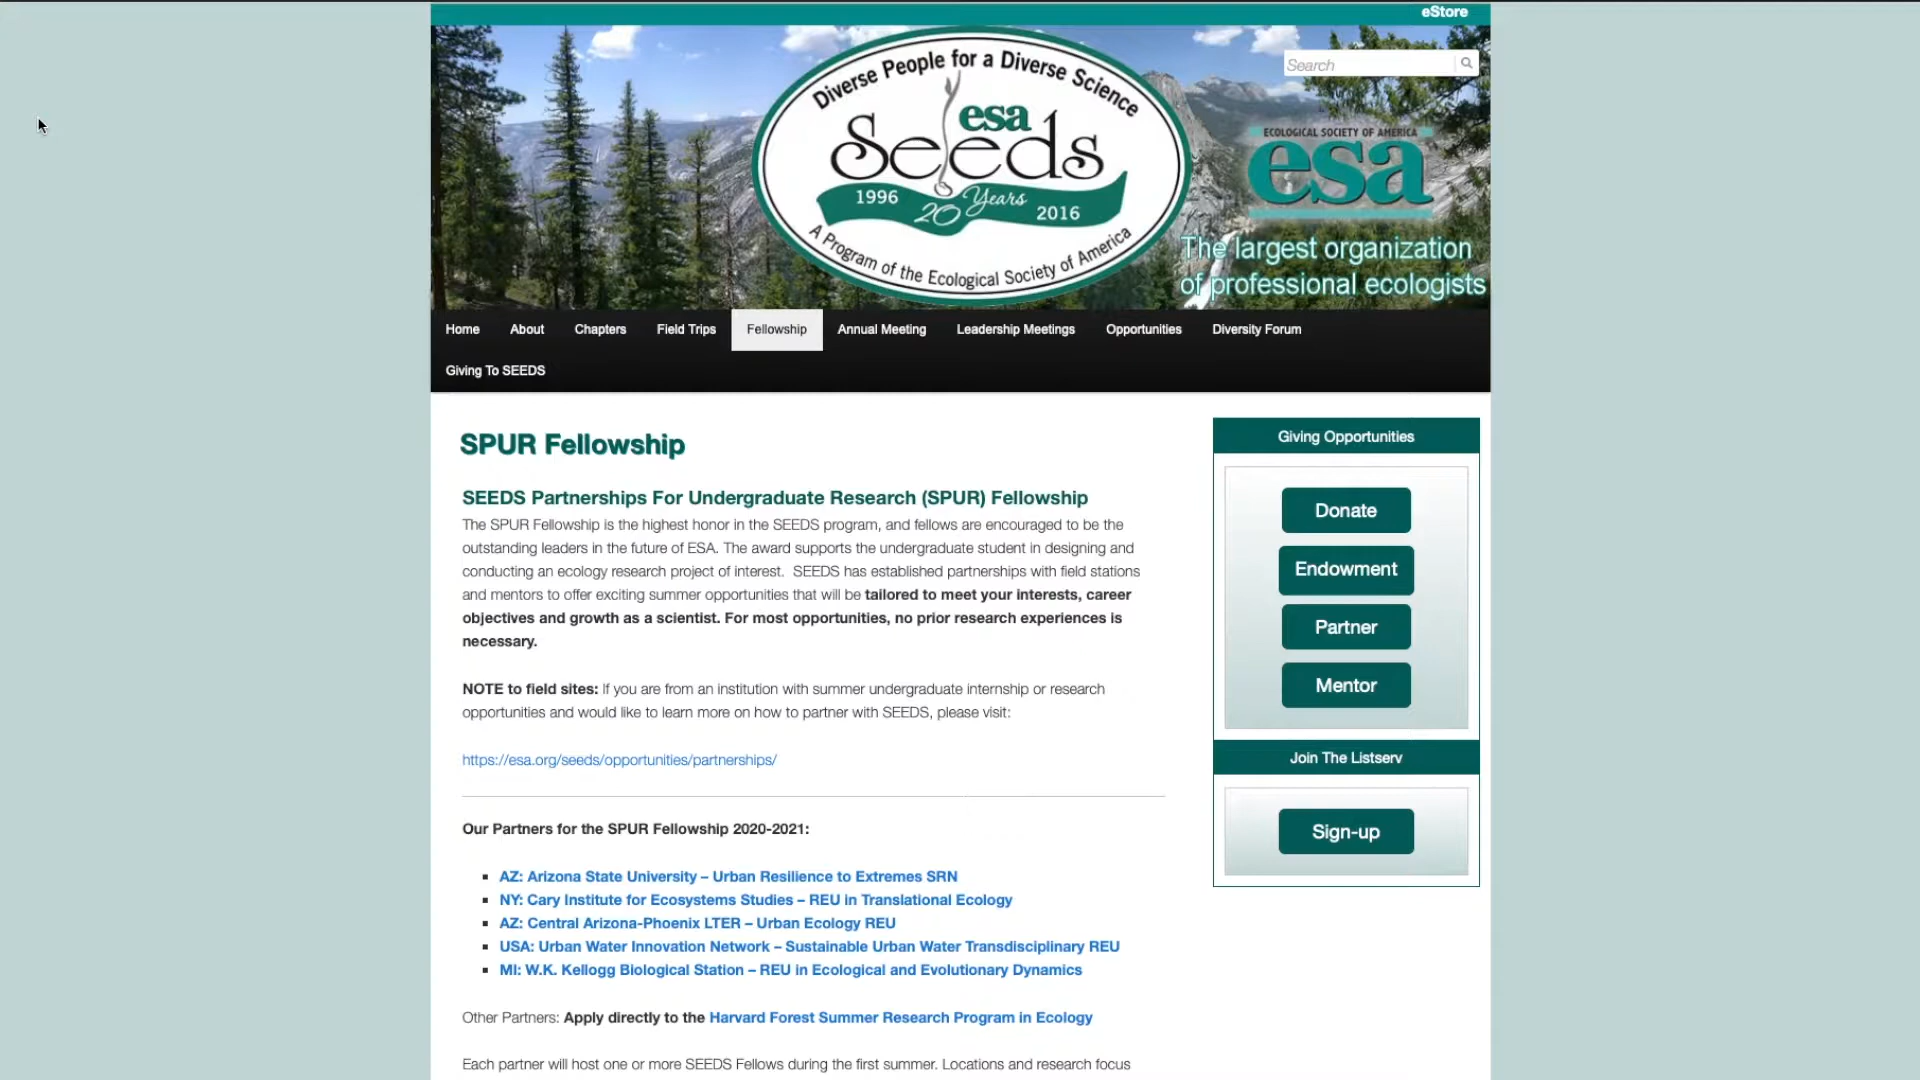 eStore
Search
Diverse People for a Diverse Science
esa
Seeds
1996 20 Years 2016
A Program of the Ecological Society of America
ECOLOGICAL SOCIETY OF AMERICA
esa
The largest organization
of professional ecologists
Home About Chapters Field Trips Fellowship Annual Meeting Leadership Meetings Opportunities Diversity Forum
Giving To SEEDS
SPUR Fellowship
SEEDS Partnerships For Undergraduate Research (SPUR) Fellowship
The SPUR Fellowship is the highest honor in the SEEDS program, and fellows are encouraged to be the
outstanding leaders in the future of ESA. The award supports the undergraduate student in designing and
conducting an ecology research project of interest. SEEDS has established partnerships with field stations
and mentors to offer exciting summer opportunities that will be tailored to meet your interests, career
objectives and growth as a scientist. For most opportunities, no prior research experiences is
necessary.
NOTE to field sites: If you are from an institution with summer undergraduate internship or research
opportunities and would like to learn more on how to partner with SEEDS, please visit:
https://esa.org/seeds/opportunities/partnerships/
Our Partners for the SPUR Fellowship 2020-2021:
AZ: Arizona State University – Urban Resilience to Extremes SRN
NY: Cary Institute for Ecosystems Studies – REU in Translational Ecology
AZ: Central Arizona-Phoenix LTER – Urban Ecology REU
USA: Urban Water Innovation Network – Sustainable Urban Water Transdisciplinary REU
MI: W.K. Kellogg Biological Station – REU in Ecological and Evolutionary Dynamics
Other Partners: Apply directly to the Harvard Forest Summer Research Program in Ecology
Each partner will host one or more SEEDS Fellows during the first summer. Locations and research focus
Giving Opportunities
Donate
Endowment
Partner
Mentor
Join The Listserv
Sign-up